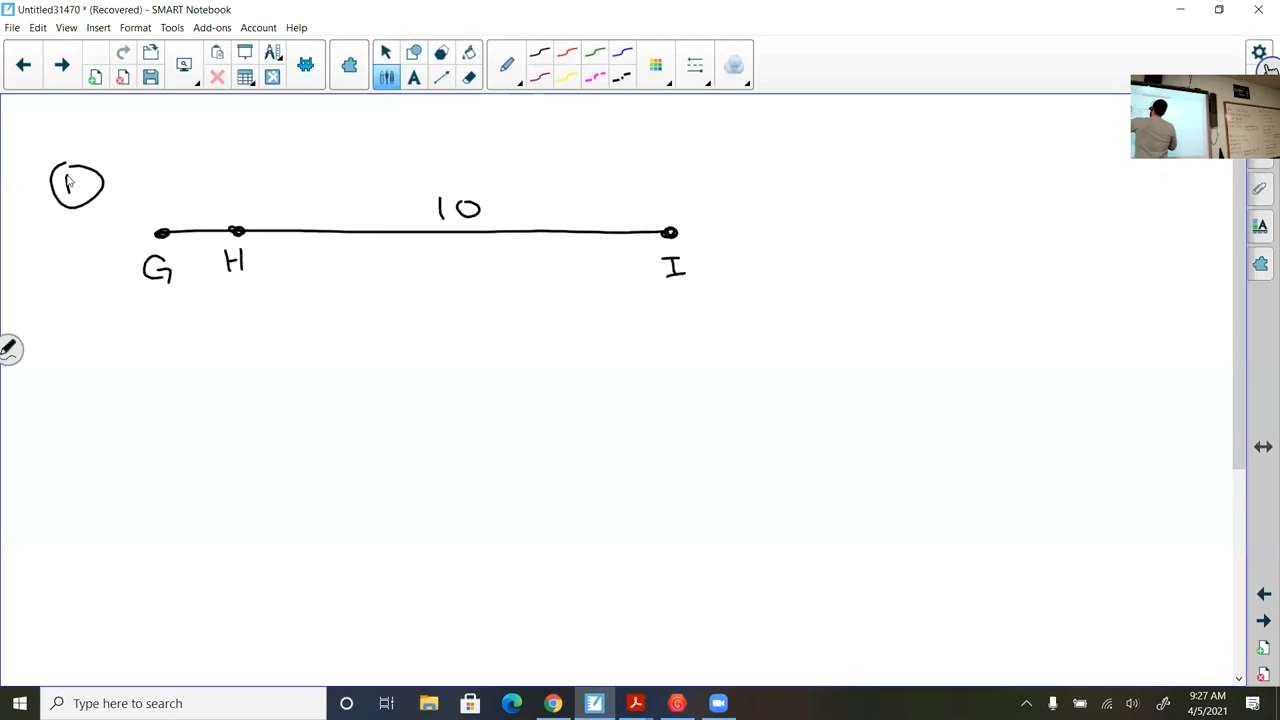 Untitled31470 * (Recovered) - SMART Notebook
File Edit View Insert Format Tools Add-ons Account Help
10
G H I
Type here to search
9:27 AM
4/5/2021